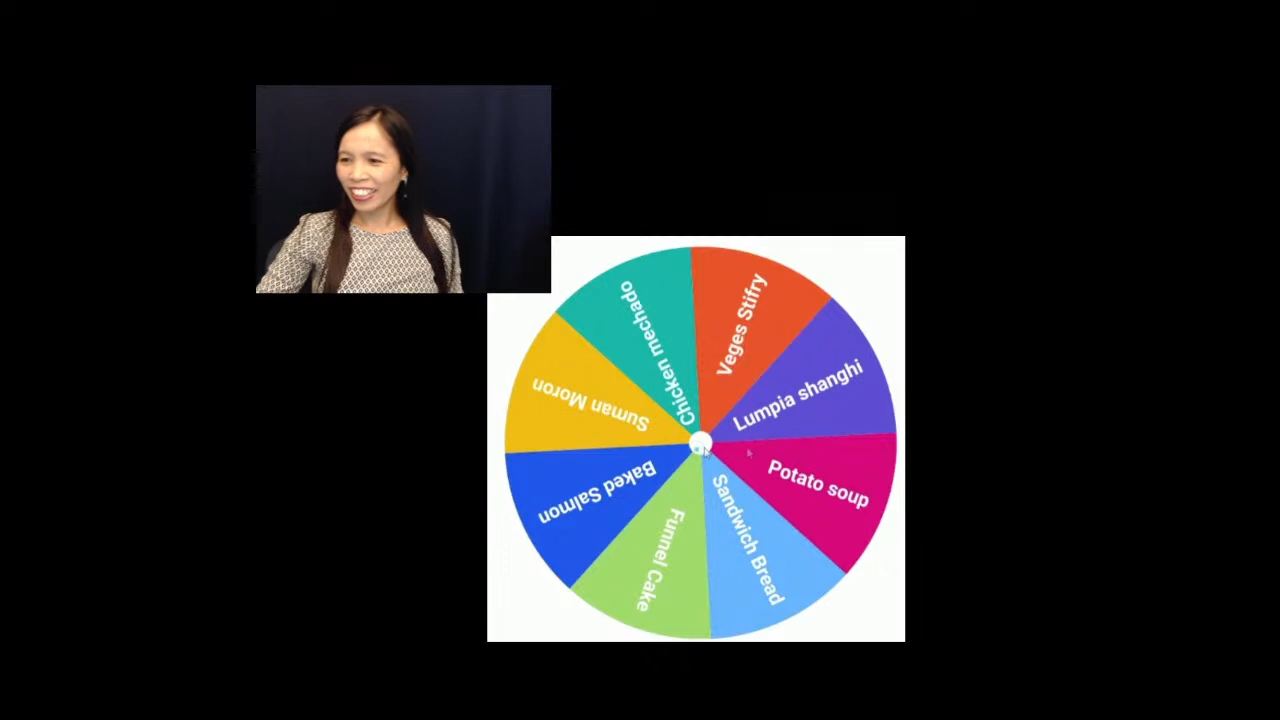 Veges Stifry
Lumpia shanghi
Potato soup
Sandwich Bread
Funnel Cake
Baked Salmon
Suman Moron
Chicken mechado